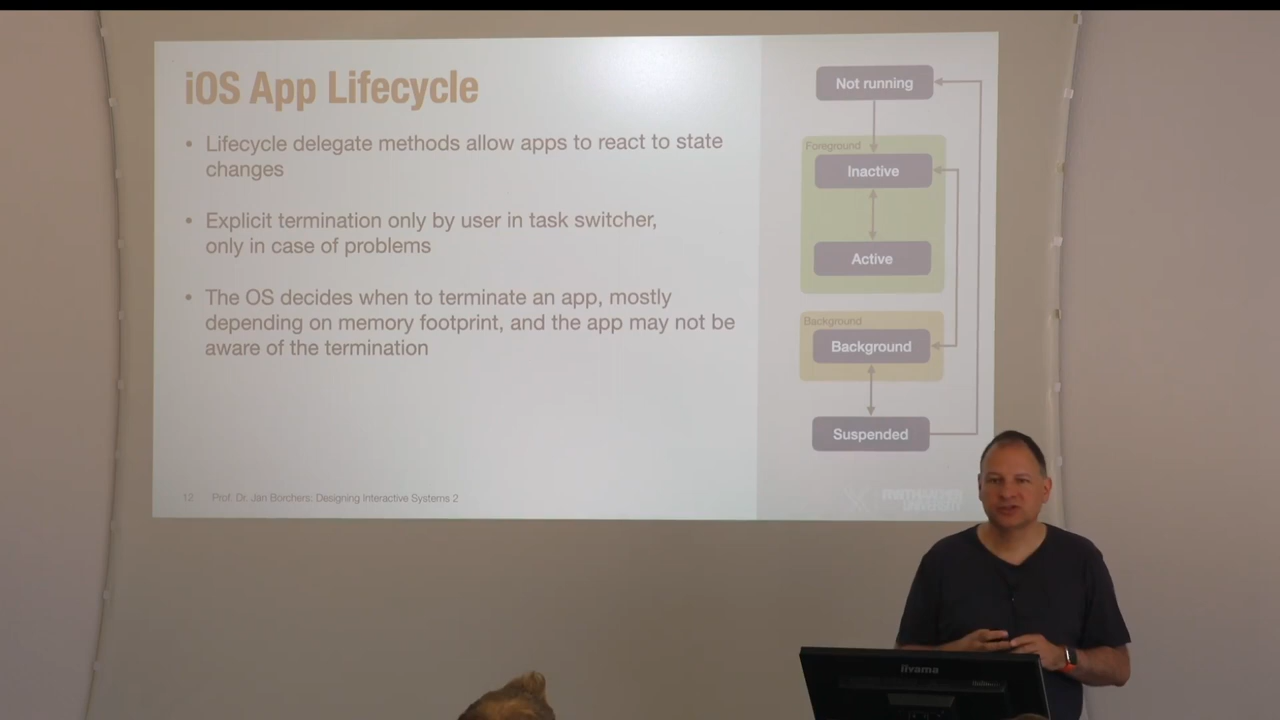 iOS App Lifecycle
• Lifecycle delegate methods allow apps to react to state
changes
• Explicit termination only by user in task switcher,
only in case of problems
• The OS decides when to terminate an app, mostly
depending on memory footprint, and the app may not be
aware of the termination
12 Prof. Dr. Jan Borchers: Designing Interactive Systems 2
Not running
Foreground
Inactive
Active
Background
Background
Suspended
RWTH AACHEN
UNIVERSITY
iiyama